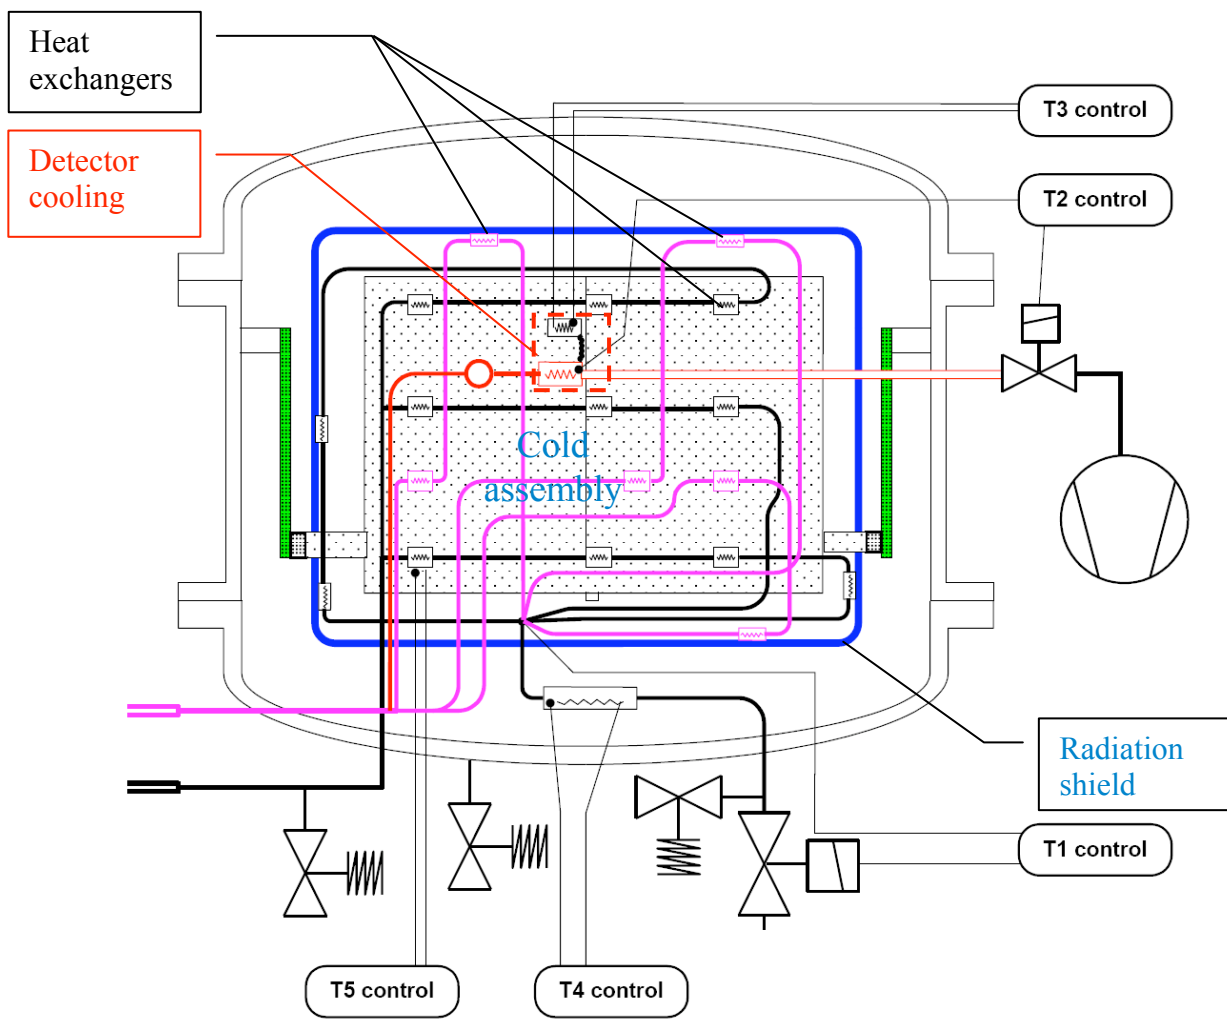 Heat
exchangers
T3 control
Detector
cooling
T2 control
Cold
assembly
Radiation
shield
T1 control
T5 control
T4 control